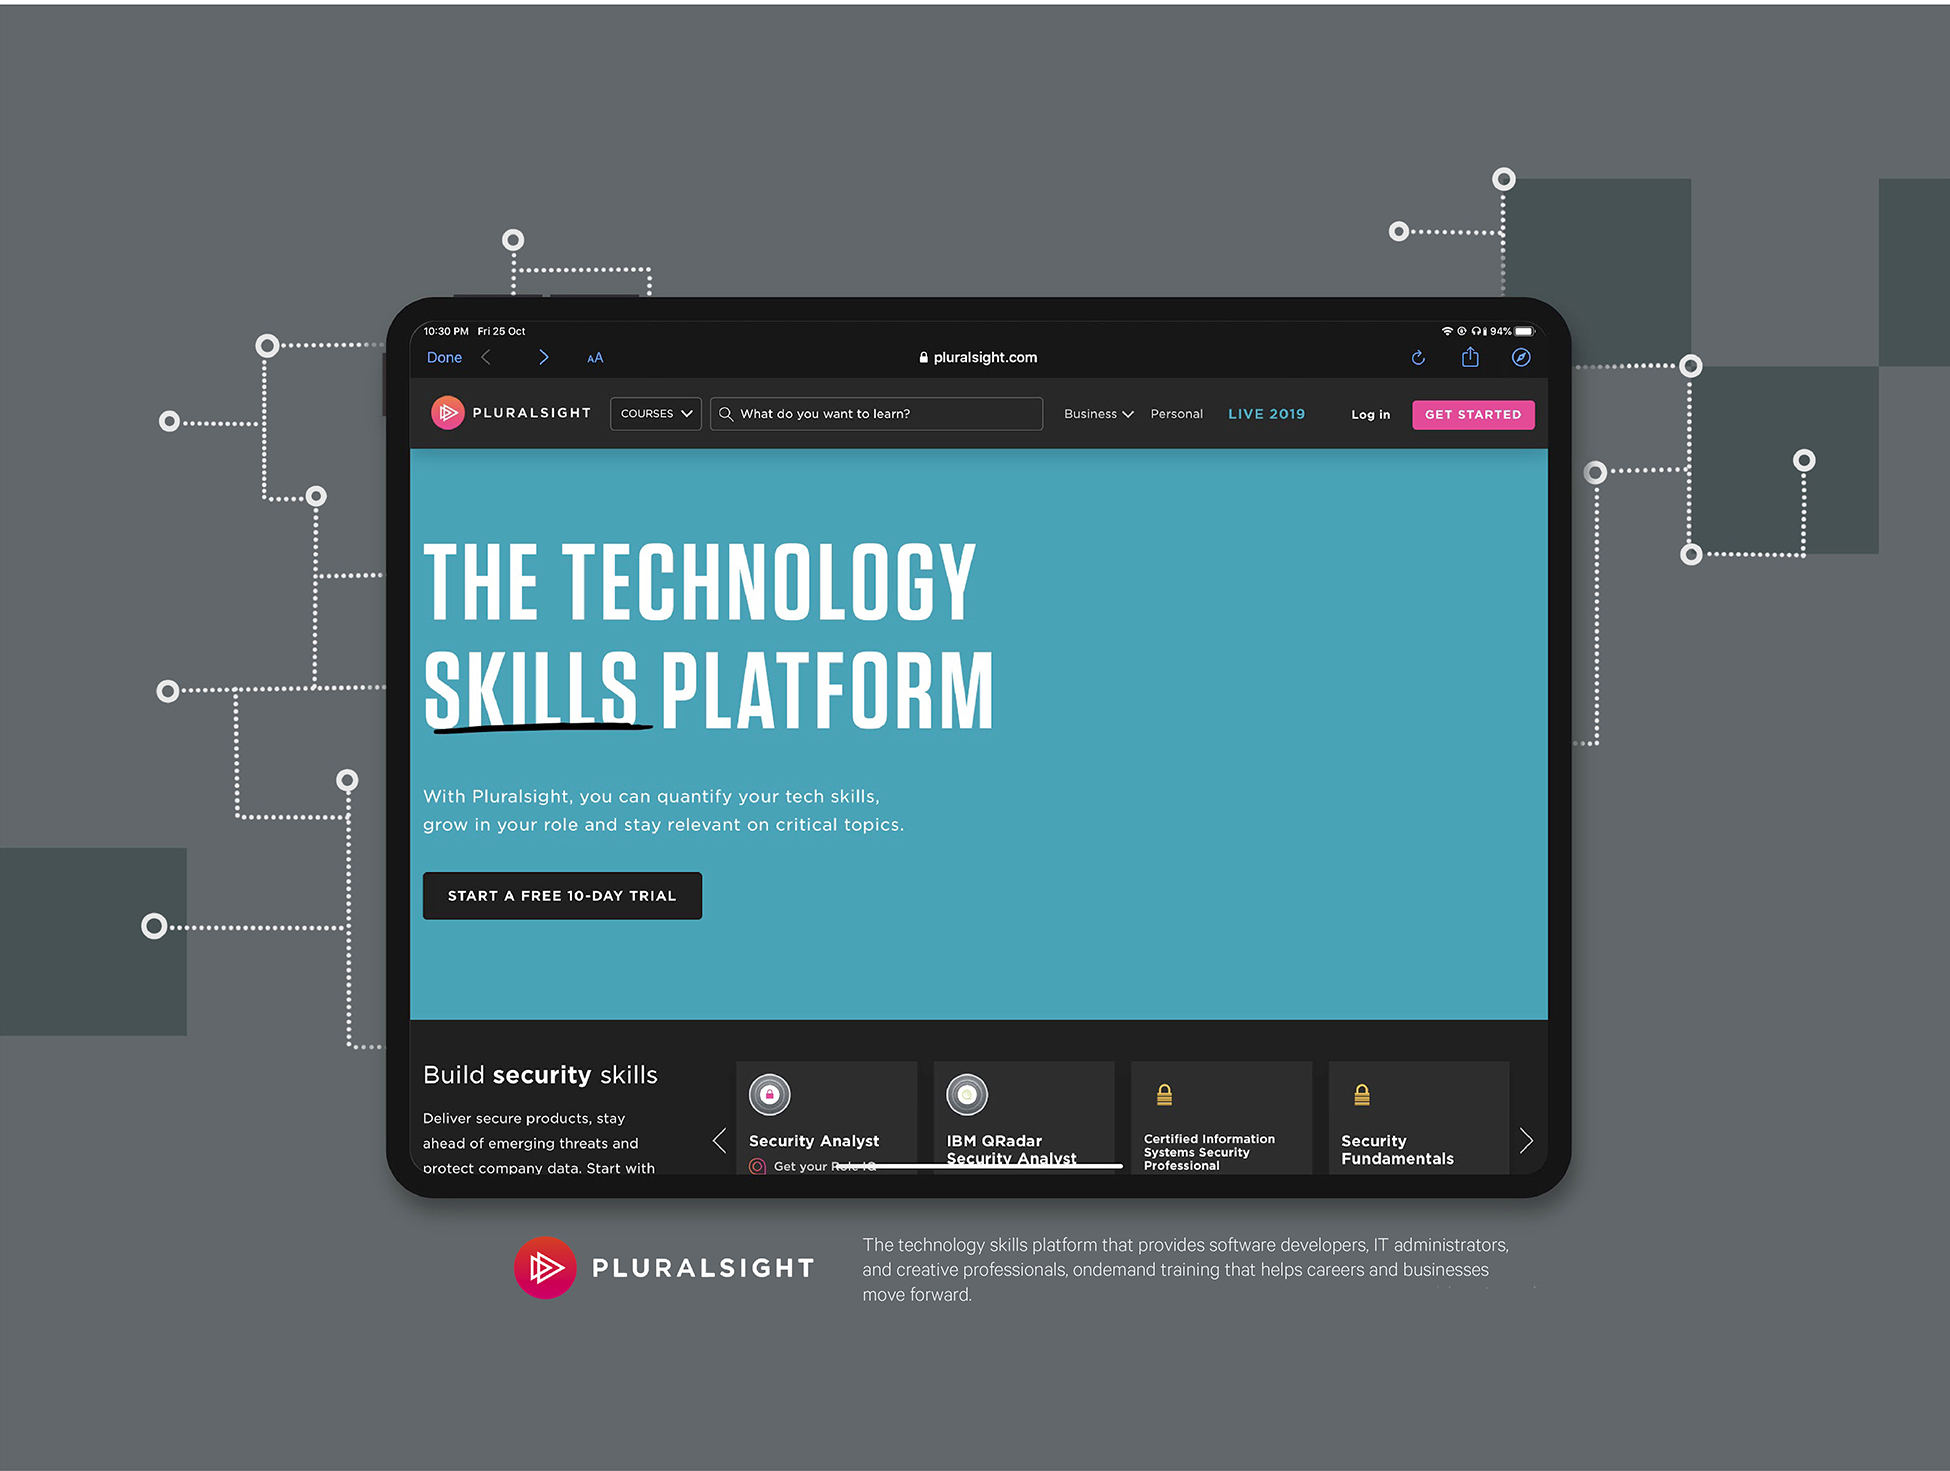 10:30 PM Fri 25 Oct
94%
Done
AA
pluralsight.com
PLURALSIGHT
COURSES
What do you want to learn?
Business
Personal
LIVE 2019
Log in
GET STARTED
THE TECHNOLOGY
SKILLS PLATFORM
With Pluralsight, you can quantify your tech skills,
grow in your role and stay relevant on critical topics.
START A FREE 10-DAY TRIAL
Build security skills
Deliver secure products, stay
ahead of emerging threats and
protect company data. Start with
Security Analyst
Get your Role IQ
IBM QRadar
Security Analyst
Certified Information
Systems Security
Professional
Security
Fundamentals
PLURALSIGHT
The technology skills platform that provides software developers, IT administrators,
and creative professionals, ondemand training that helps careers and businesses
move forward.